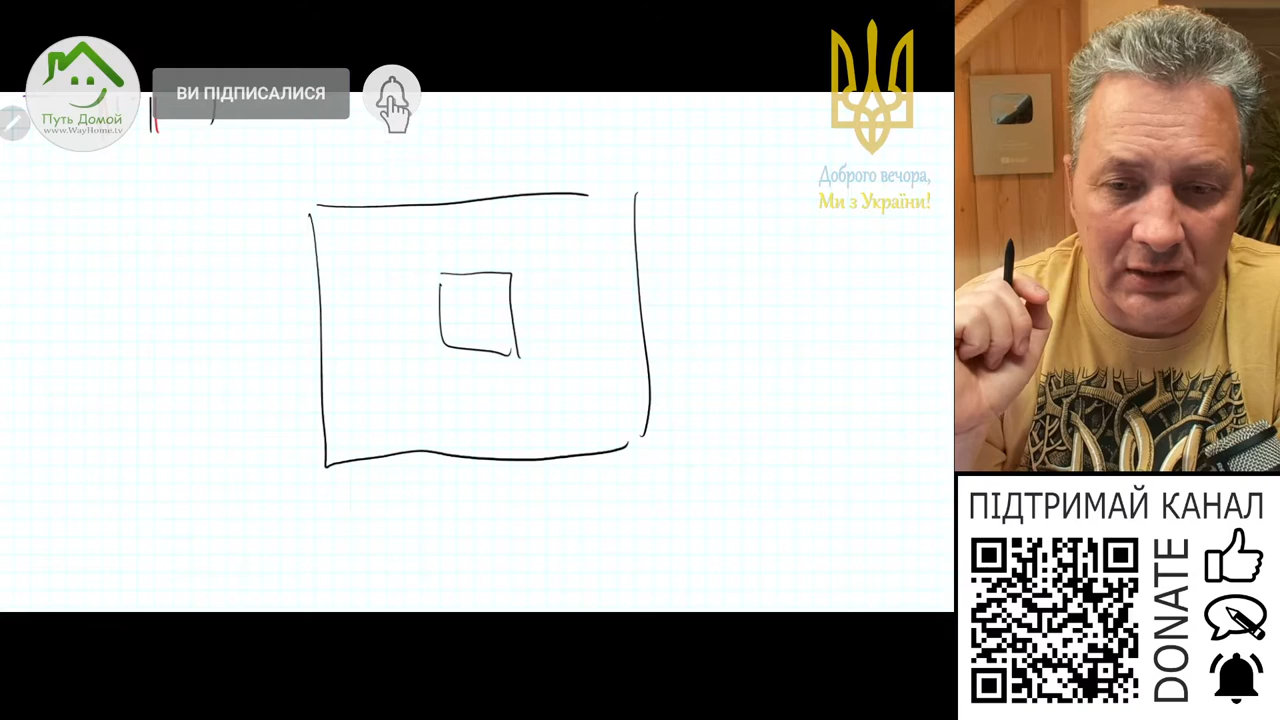 Путь Домой
www.WayHome.tv
ВИ ПІДПИСАЛИСЯ
Доброго вечора,
Ми з України!
ПІДТРИМАЙ КАНАЛ
DONATE